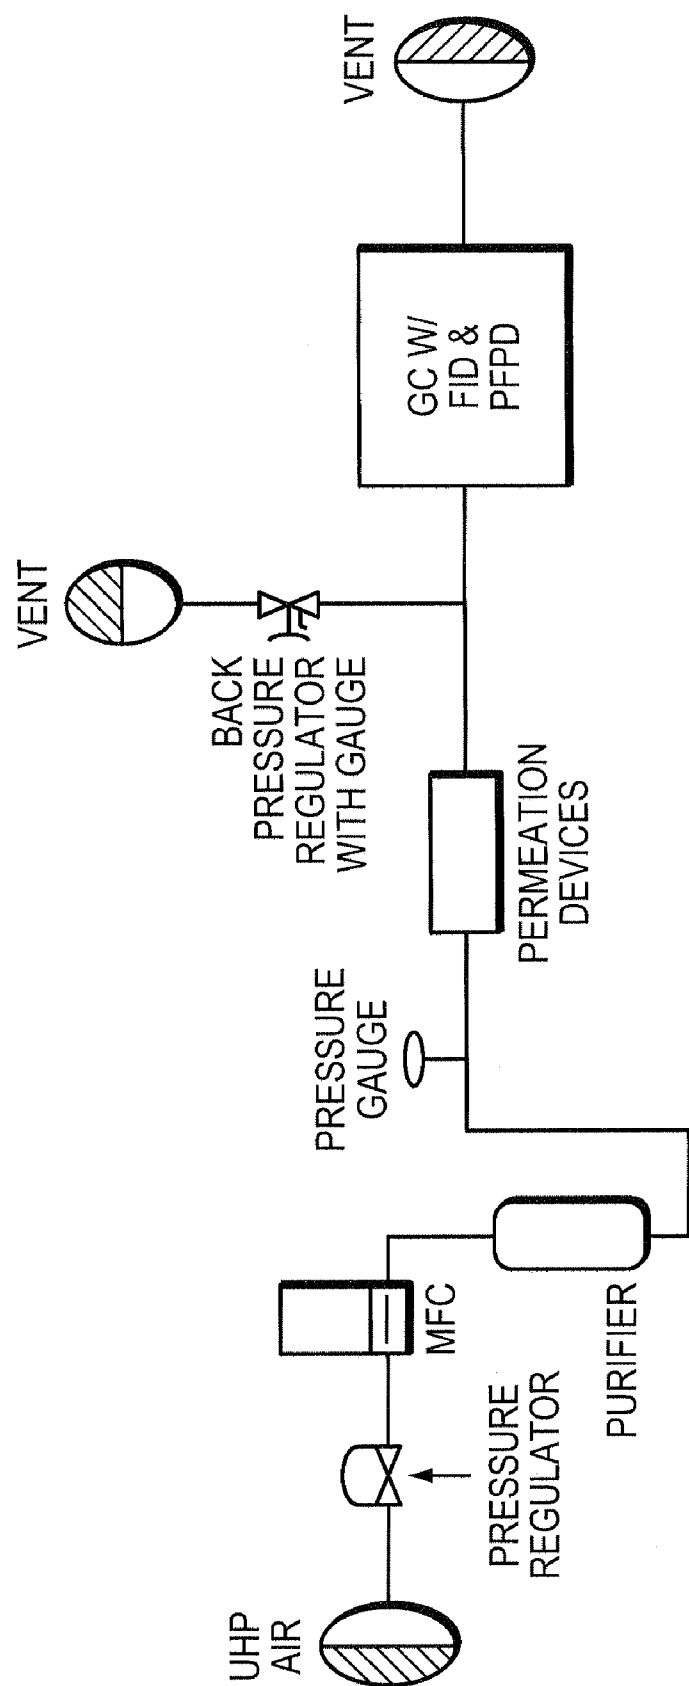 UHP
AIR
PRESSURE
REGULATOR
MFC
PURIFIER
PRESSURE
GAUGE
PERMEATION
DEVICES
BACK
PRESSURE
REGULATOR
WITH GAUGE
VENT
GC W/
FID &
PFPD
VENT